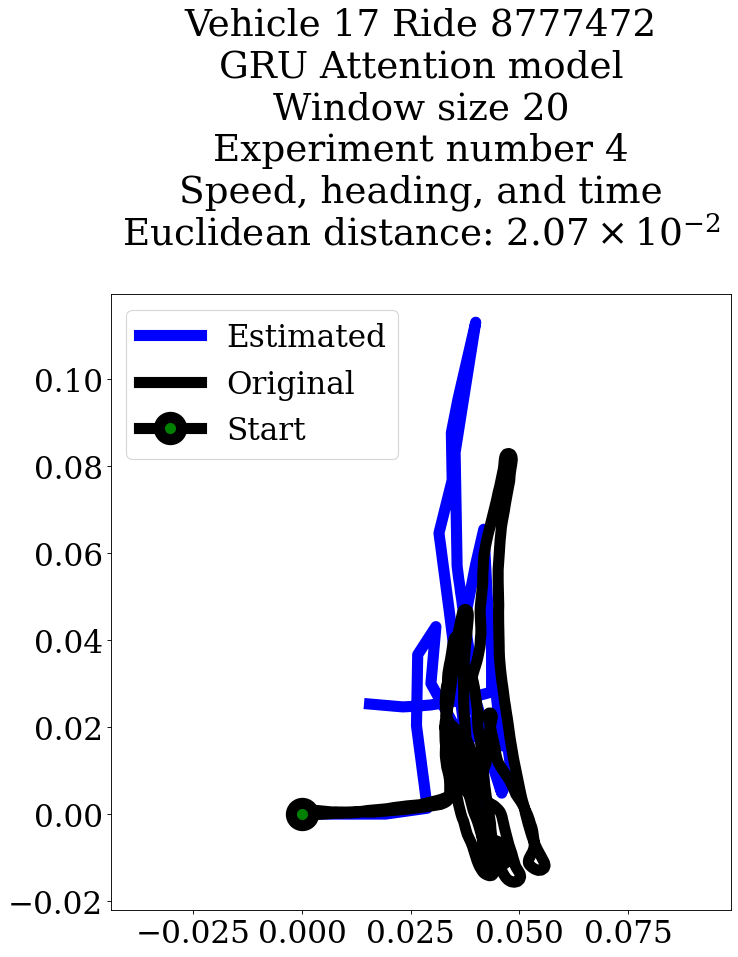 Vehicle 17 Ride 8777472
GRU Attention model
Window size 20
Experiment number 4
Speed, heading, and time
Euclidean distance: 2.07 × 10⁻²
Estimated
Original
Start
0.10
0.08
0.06
0.04
0.02
0.00
−0.02
−0.025 0.000 0.025 0.050 0.075